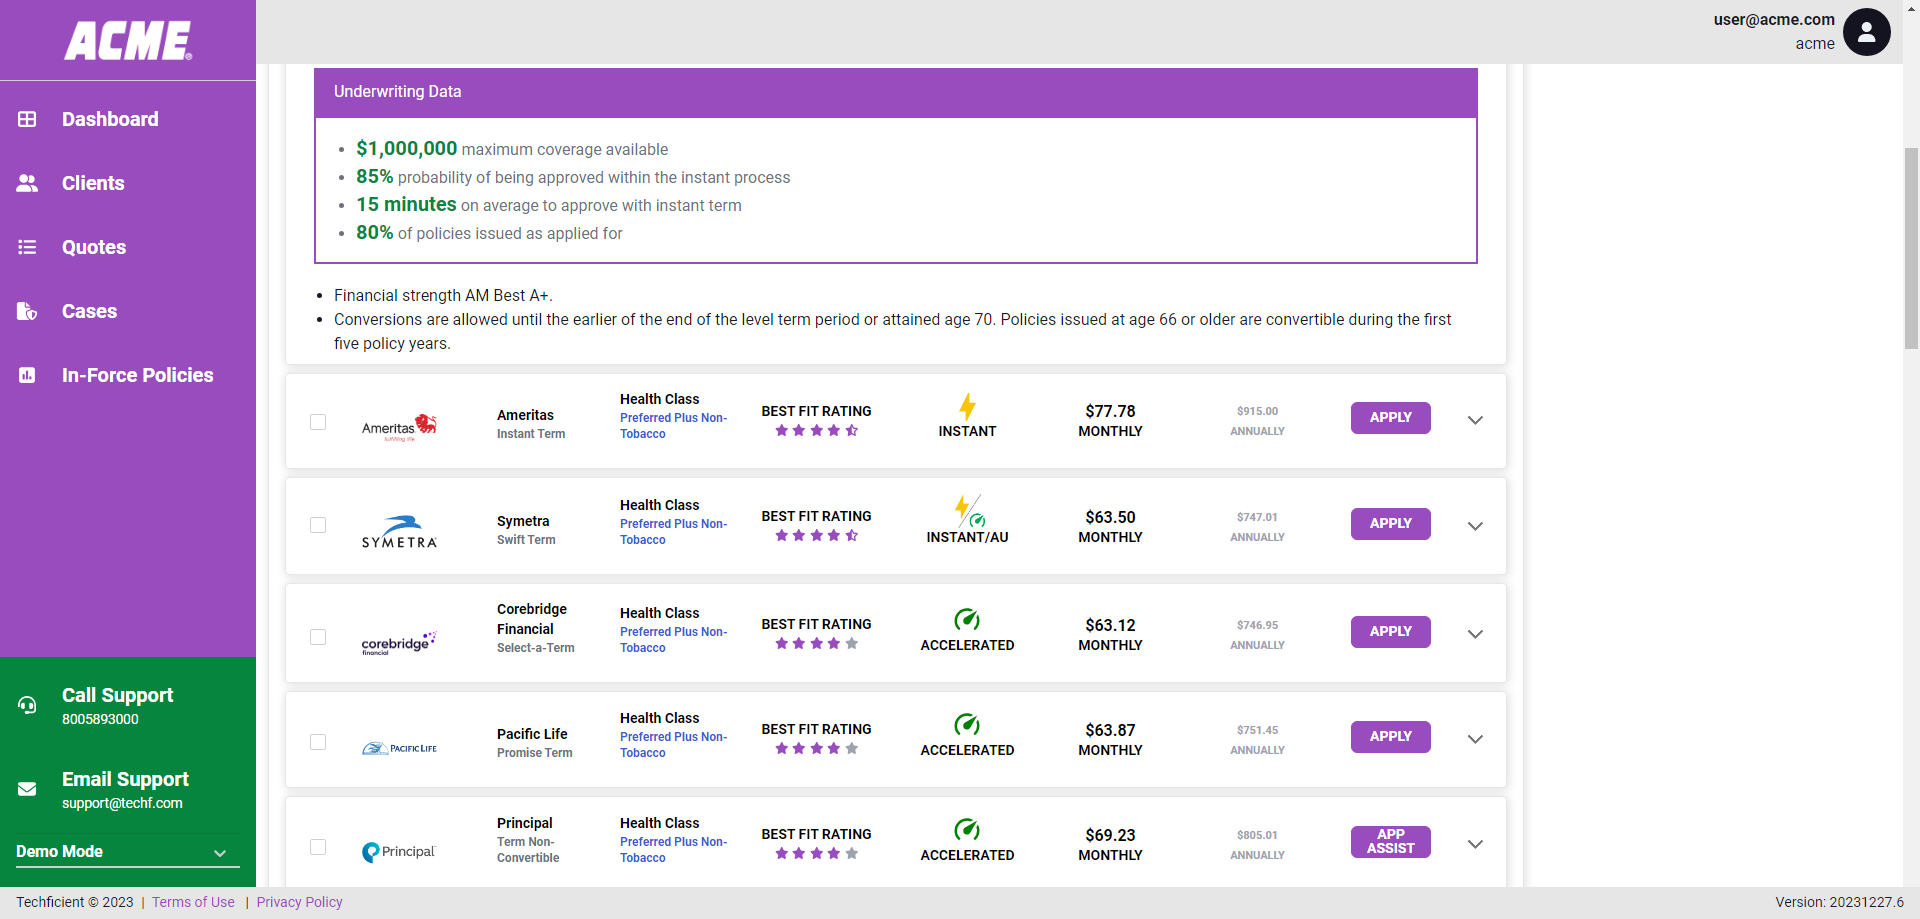 ACME®
Dashboard
Clients
Quotes
Cases
In-Force Policies
Call Support
8005893000
Email Support
support@techf.com
Demo Mode
user@acme.com
acme
Underwriting Data
$1,000,000 maximum coverage available
85% probability of being approved within the instant process
15 minutes on average to approve with instant term
80% of policies issued as applied for
Financial strength AM Best A+.
Conversions are allowed until the earlier of the end of the level term period or attained age 70. Policies issued at age 66 or older are convertible during the first
five policy years.
Ameritas
fulfilling life
Ameritas
Instant Term
Health Class
Preferred Plus Non-
Tobacco
BEST FIT RATING
INSTANT
$77.78
MONTHLY
$915.00
ANNUALLY
APPLY
SYMETRA
Symetra
Swift Term
Health Class
Preferred Plus Non-
Tobacco
BEST FIT RATING
INSTANT/AU
$63.50
MONTHLY
$747.01
ANNUALLY
APPLY
corebridge
financial
Corebridge
Financial
Select-a-Term
Health Class
Preferred Plus Non-
Tobacco
BEST FIT RATING
ACCELERATED
$63.12
MONTHLY
$746.95
ANNUALLY
APPLY
PACIFIC LIFE
Pacific Life
Promise Term
Health Class
Preferred Plus Non-
Tobacco
BEST FIT RATING
ACCELERATED
$63.87
MONTHLY
$751.45
ANNUALLY
APPLY
Principal
Principal
Term Non-
Convertible
Health Class
Preferred Plus Non-
Tobacco
BEST FIT RATING
ACCELERATED
$69.23
MONTHLY
$805.01
ANNUALLY
APP
ASSIST
Techficient © 2023 | Terms of Use | Privacy Policy
Version: 20231227.6